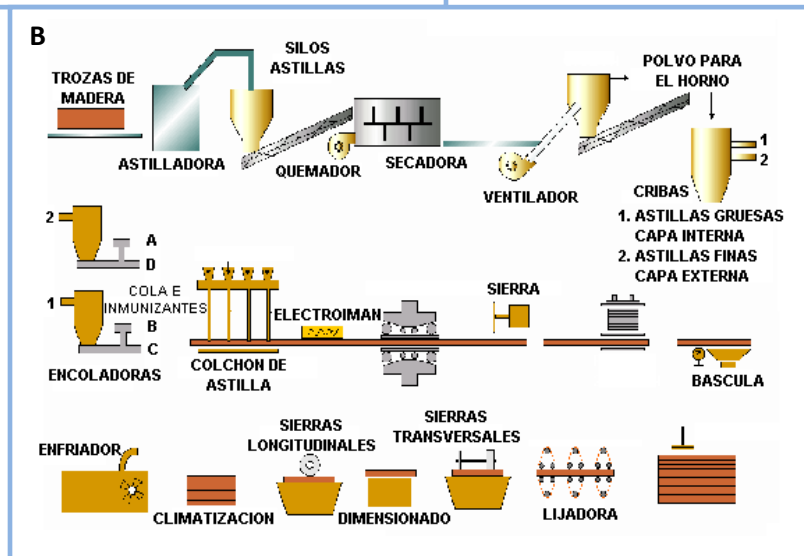 B
SILOS
ASTILLAS
POLVO PARA
EL HORNO
TROZAS DE
MADERA
ASTILLADORA
QUEMADOR
SECADORA
VENTILADOR
1
2
CRIBAS
1. ASTILLAS GRUESAS
CAPA INTERNA
2. ASTILLAS FINAS
CAPA EXTERNA
2
A
D
COLA E
INMUNIZANTES
1
B
C
ENCOLADORAS
COLCHON DE
ASTILLA
ELECTROIMAN
SIERRA
BASCULA
ENFRIADOR
CLIMATIZACION
SIERRAS
LONGITUDINALES
DIMENSIONADO
SIERRAS
TRANSVERSALES
LIJADORA